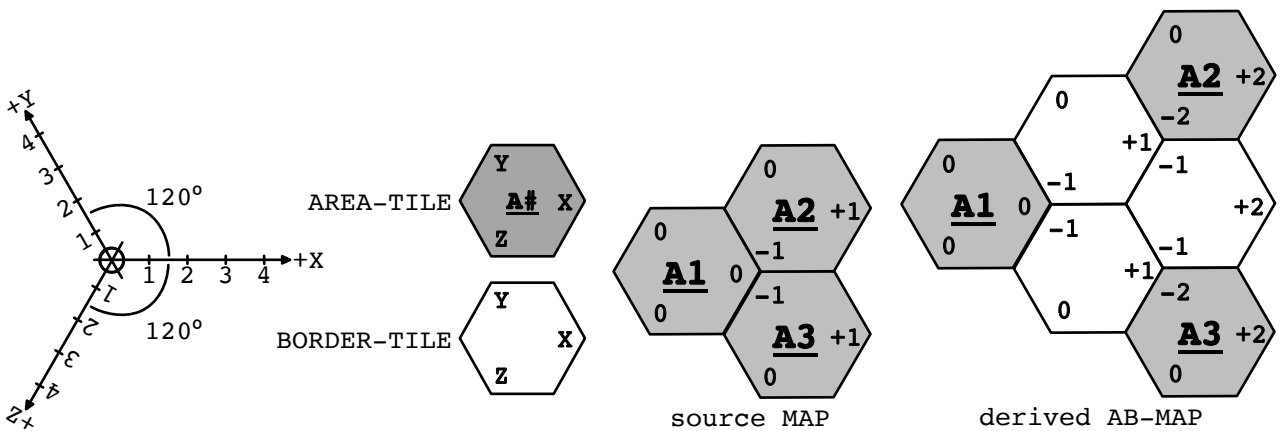 +Y
4
3
2
1
120°
1 2 3 4 +X
1
2
3
4
+Z
120°
AREA-TILE
Y
A# X
Z
BORDER-TILE
Y
X
Z
0
A2 +1
-1
0
A1 0
0
-1
A3 +1
0
source MAP
0
A2 +2
-2
0
+1
-1
0
A1 0
0
-1
-1
+2
-1
+1
0
-2
A3 +2
0
derived AB-MAP